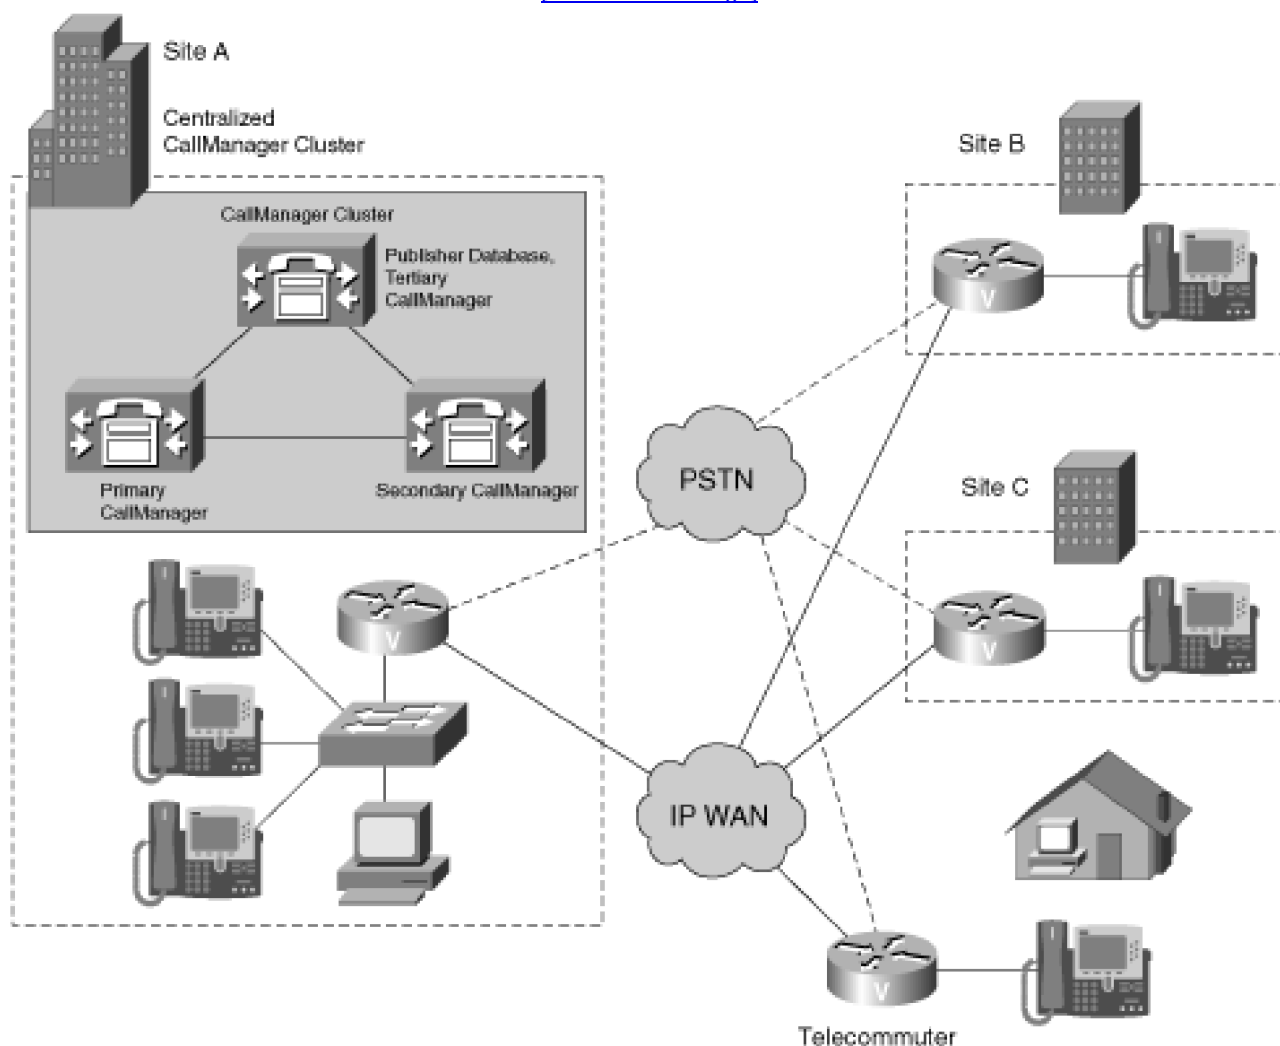 Site A
Centralized
CallManager Cluster
CallManager Cluster
Publisher Database,
Tertiary
CallManager
Primary
CallManager
Secondary CallManager
Site B
PSTN
Site C
V
V
V
IP WAN
V
Telecommuter